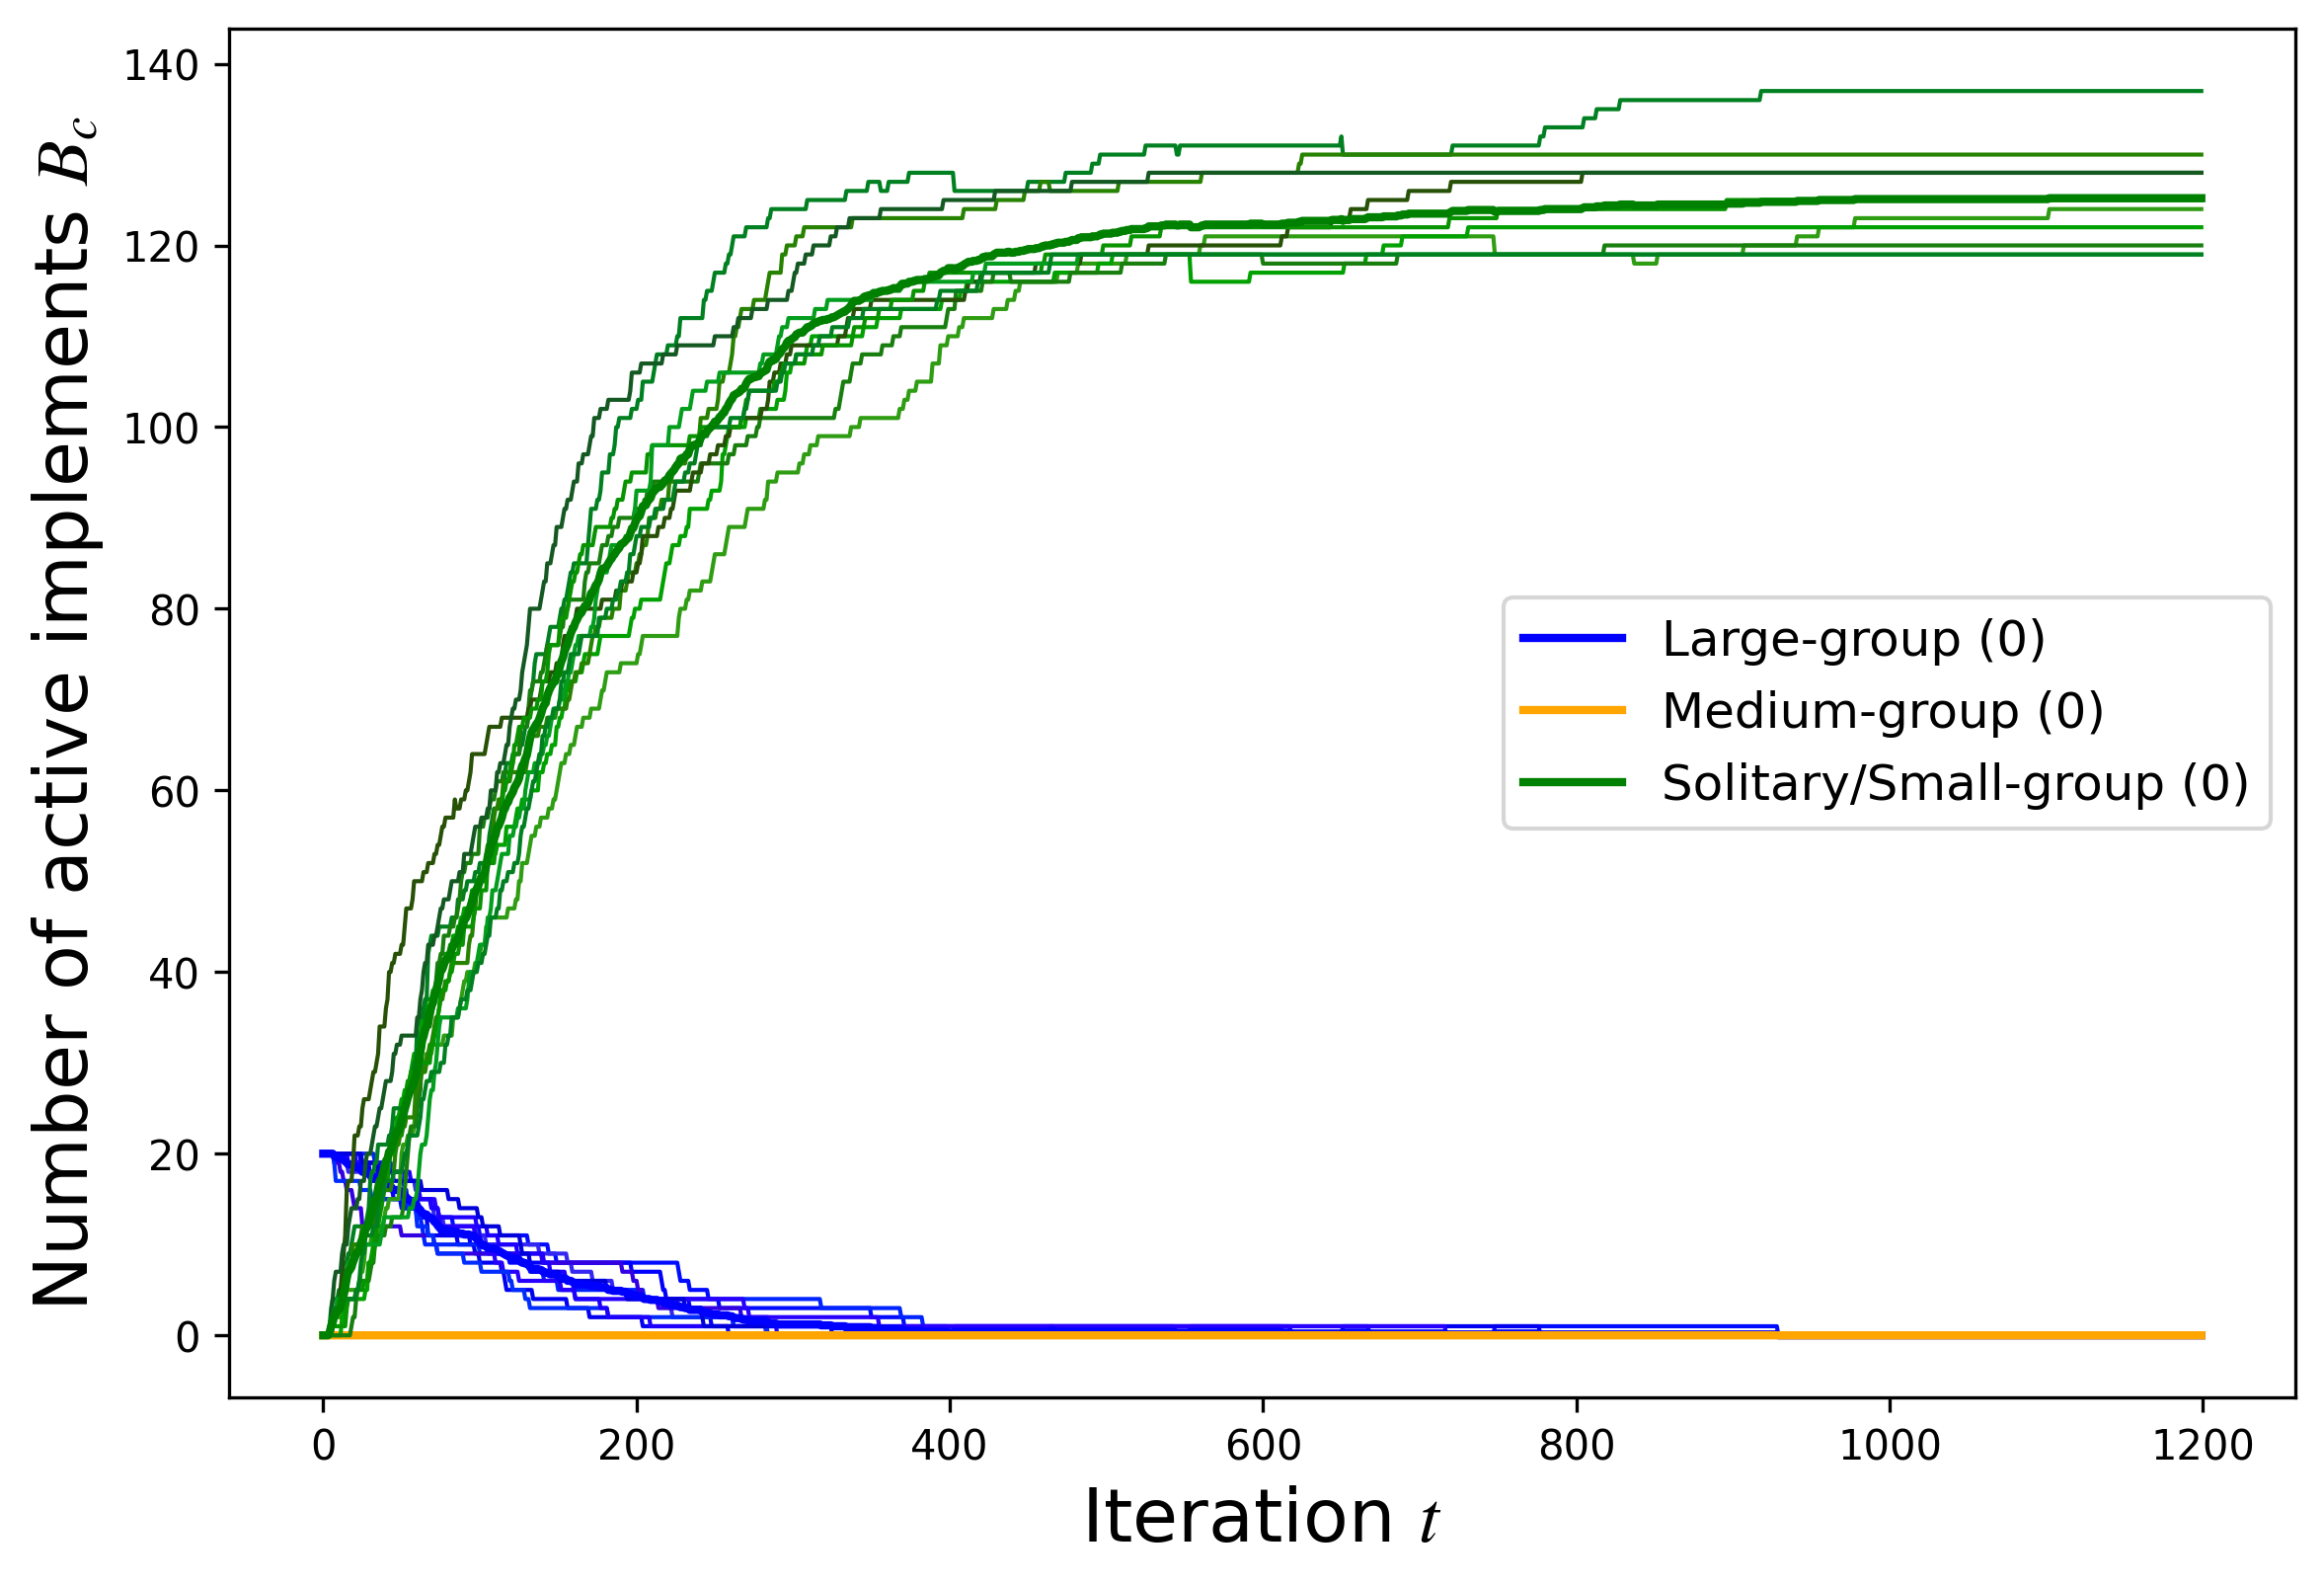 Number of active implements B_c
140
120
100
80
60
40
20
0
Large-group (0)
Medium-group (0)
Solitary/Small-group (0)
0 200 400 600 800 1000 1200
Iteration t